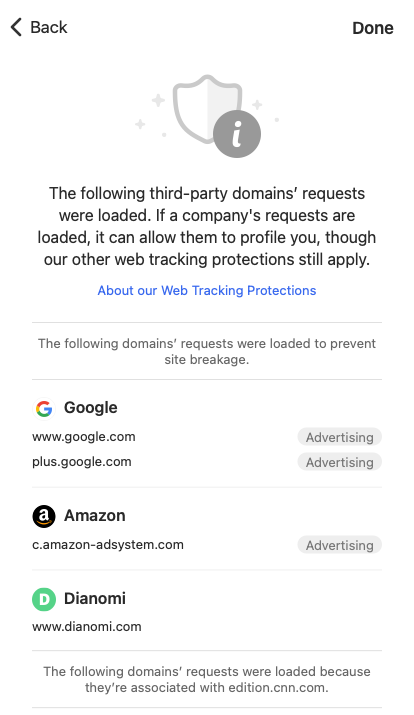 Back
Done
The following third-party domains’ requests
were loaded. If a company's requests are
loaded, it can allow them to profile you, though
our other web tracking protections still apply.
About our Web Tracking Protections
The following domains’ requests were loaded to prevent
site breakage.
Google
www.google.com Advertising
plus.google.com Advertising
Amazon
c.amazon-adsystem.com Advertising
D Dianomi
www.dianomi.com
The following domains’ requests were loaded because
they’re associated with edition.cnn.com.